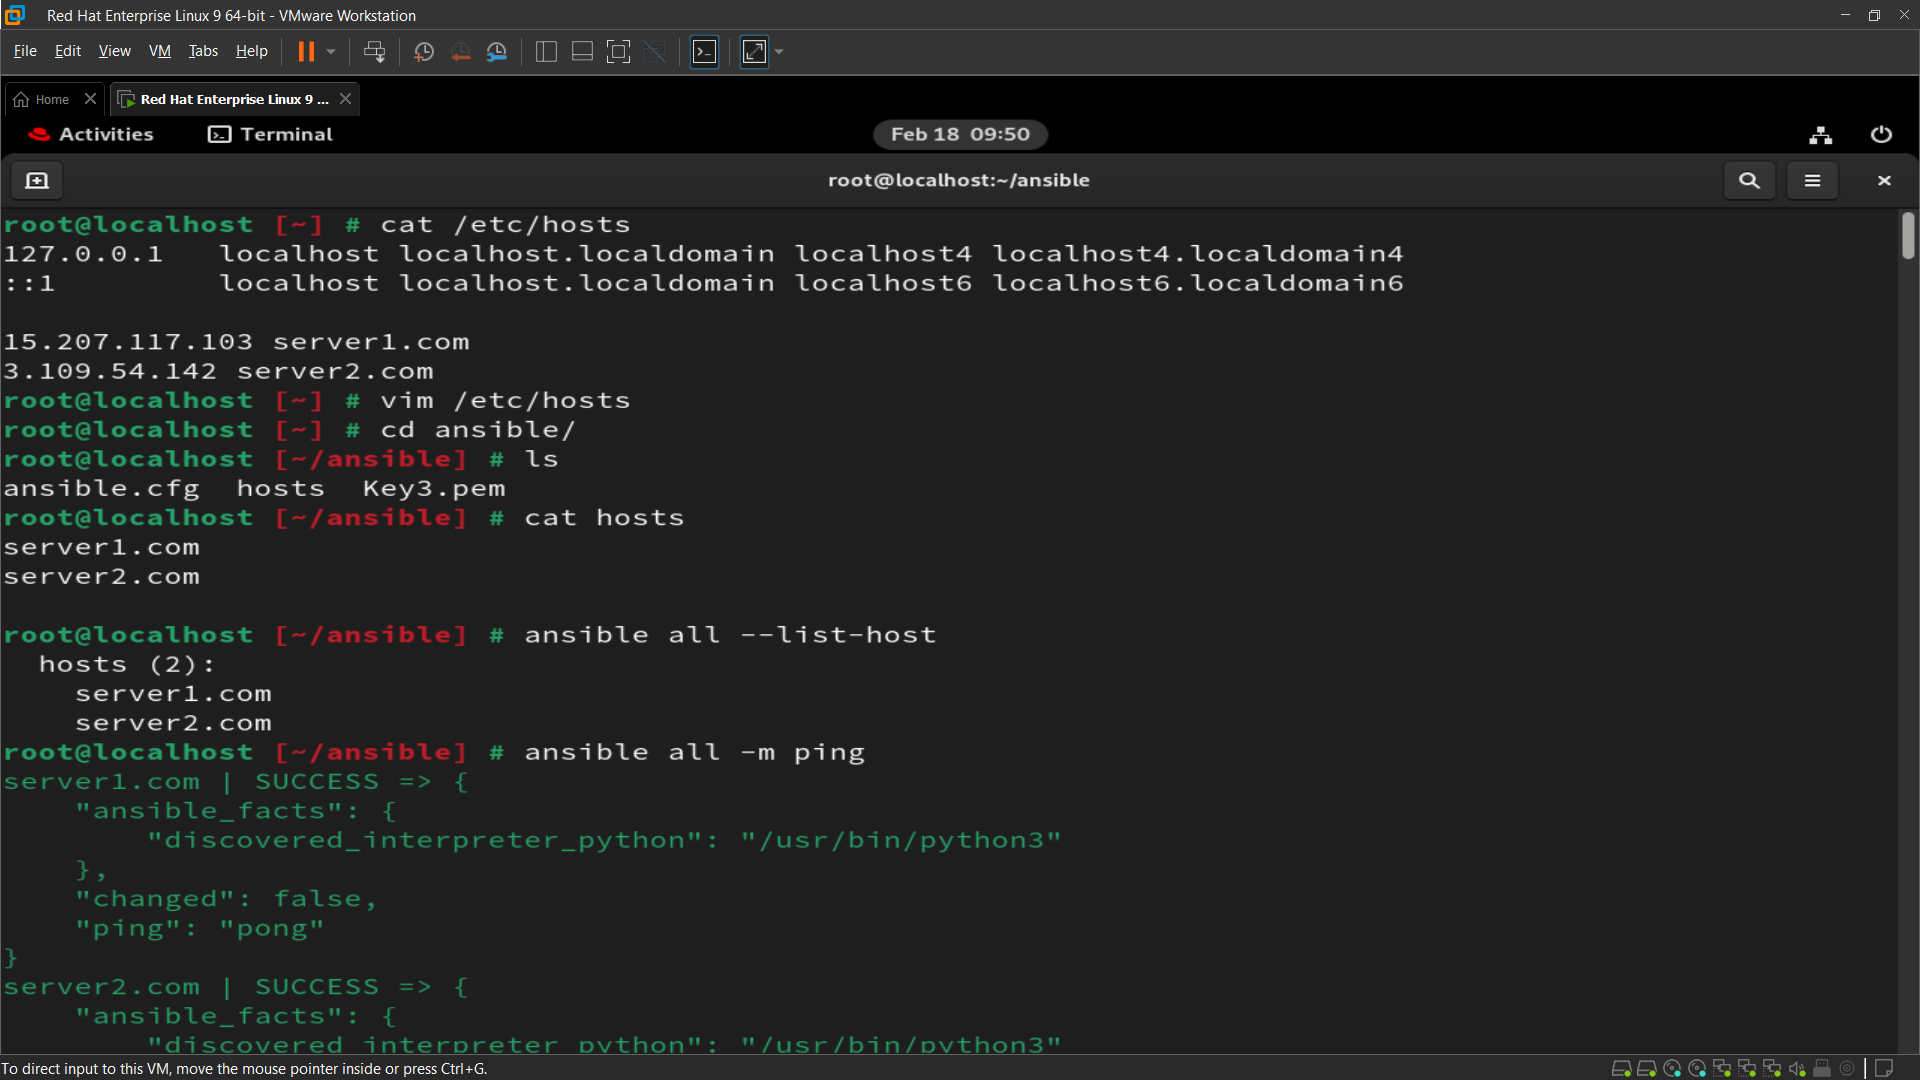 Red Hat Enterprise Linux 9 64-bit - VMware Workstation
File Edit View VM Tabs Help
Home Red Hat Enterprise Linux 9 ...
Activities Terminal Feb 18 09:50
root@localhost:~/ansible
root@localhost [~] # cat /etc/hosts
127.0.0.1   localhost localhost.localdomain localhost4 localhost4.localdomain4
::1         localhost localhost.localdomain localhost6 localhost6.localdomain6
15.207.117.103 server1.com
3.109.54.142 server2.com
root@localhost [~] # vim /etc/hosts
root@localhost [~] # cd ansible/
root@localhost [~/ansible] # ls
ansible.cfg  hosts  Key3.pem
root@localhost [~/ansible] # cat hosts
server1.com
server2.com
root@localhost [~/ansible] # ansible all --list-host
  hosts (2):
    server1.com
    server2.com
root@localhost [~/ansible] # ansible all -m ping
server1.com | SUCCESS => {
    "ansible_facts": {
        "discovered_interpreter_python": "/usr/bin/python3"
    },
    "changed": false,
    "ping": "pong"
}
server2.com | SUCCESS => {
    "ansible_facts": {
        "discovered_interpreter_python": "/usr/bin/python3"
To direct input to this VM, move the mouse pointer inside or press Ctrl+G.